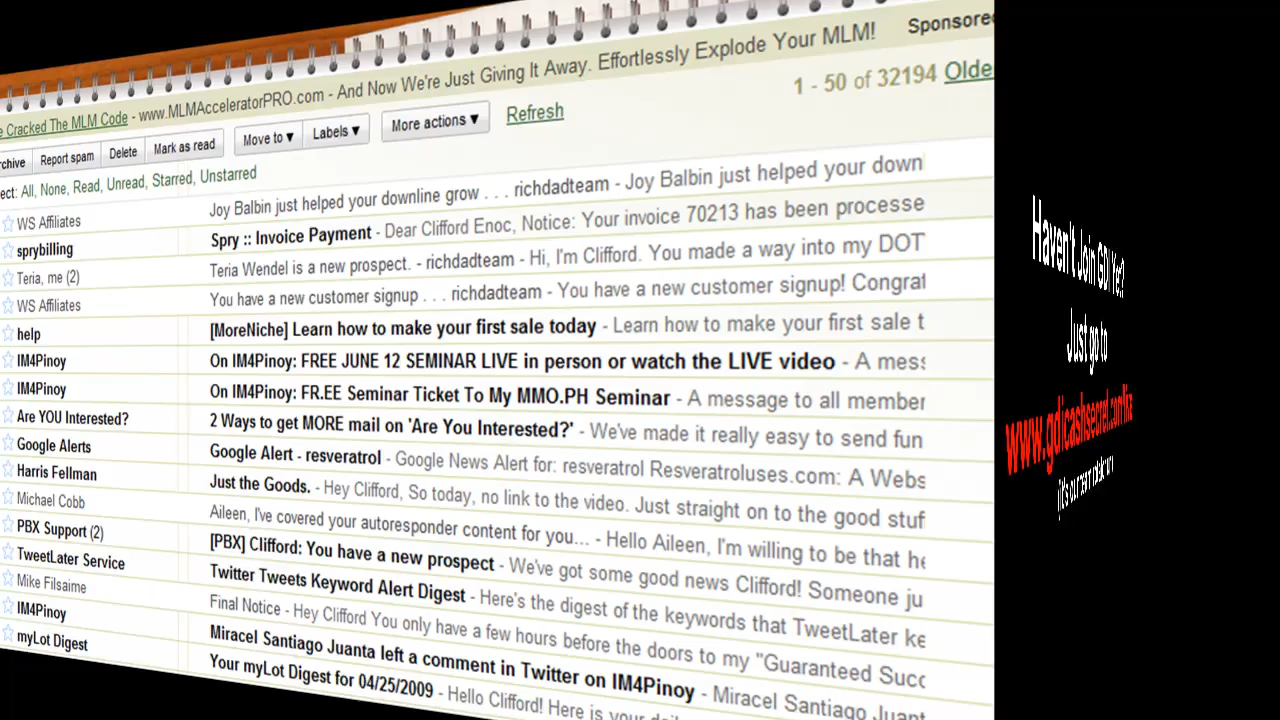 e Cracked The MLM Code - www.MLMAcceleratorPRO.com - And Now We're Just Giving It Away. Effortlessly Explode Your MLM! Sponsored
rchive Report spam Delete Mark as read Move to ▾ Labels ▾ More actions ▾ Refresh 1 - 50 of 32194 Olde
ect: All, None, Read, Unread, Starred, Unstarred
WS Affiliates Joy Balbin just helped your downline grow . . . richdadteam - Joy Balbin just helped your down
sprybilling Spry :: Invoice Payment - Dear Clifford Enoc, Notice: Your invoice 70213 has been processe
Teria, me (2) Teria Wendel is a new prospect. - richdadteam - Hi, I'm Clifford. You made a way into my DOT
WS Affiliates You have a new customer signup . . . richdadteam - You have a new customer signup! Congrat
help [MoreNiche] Learn how to make your first sale today - Learn how to make your first sale t
IM4Pinoy On IM4Pinoy: FREE JUNE 12 SEMINAR LIVE in person or watch the LIVE video - A mess
IM4Pinoy On IM4Pinoy: FR.EE Seminar Ticket To My MMO.PH Seminar - A message to all member
Are YOU Interested? 2 Ways to get MORE mail on 'Are You Interested?' - We've made it really easy to send fun
Google Alerts Google Alert - resveratrol - Google News Alert for: resveratrol Resveratroluses.com: A Webs
Harris Fellman Just the Goods. - Hey Clifford, So today, no link to the video. Just straight on to the good stuf
Michael Cobb Aileen, I've covered your autoresponder content for you... - Hello Aileen, I'm willing to be that he
PBX Support (2) [PBX] Clifford: You have a new prospect - We've got some good news Clifford! Someone ju
TweetLater Service Twitter Tweets Keyword Alert Digest - Here's the digest of the keywords that TweetLater ke
Mike Filsaime Final Notice - Hey Clifford You only have a few hours before the doors to my "Guaranteed Succ
IM4Pinoy Miracel Santiago Juanta left a comment in Twitter on IM4Pinoy - Miracel Santiago Juant
myLot Digest Your myLot Digest for 04/25/2009 - Hello Clifford! Here is your dail
Haven't Join GDI Yet?
Just go to